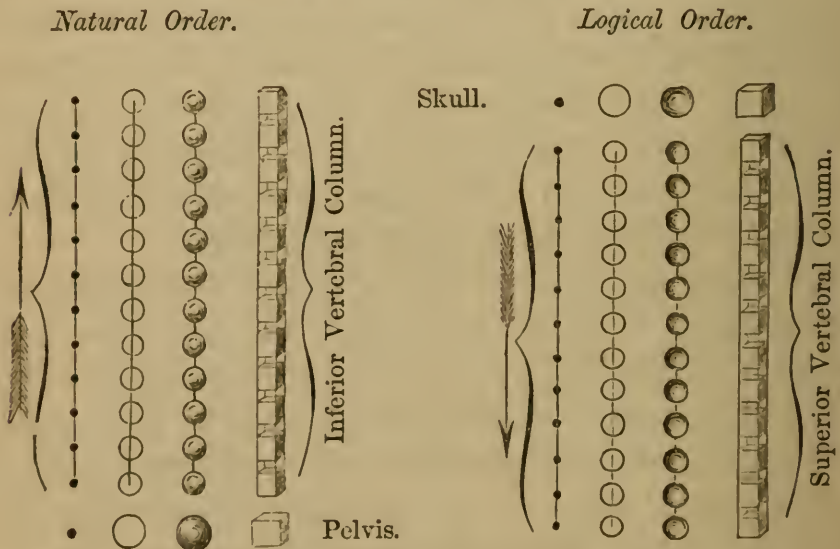 Natural Order.
Logical Order.
Skull.
Inferior Vertebral Column.
Superior Vertebral Column.
Pelvis.